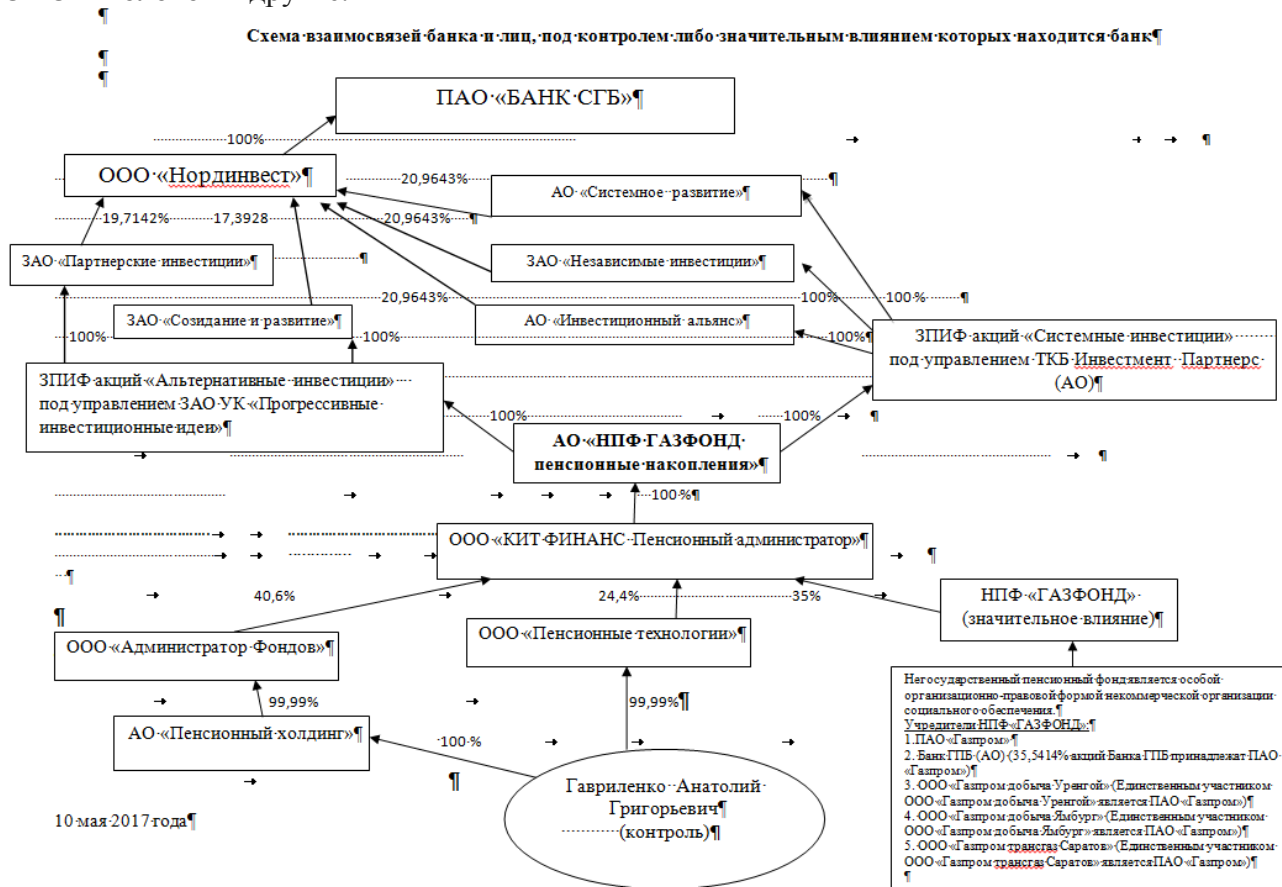 Схема взаимосвязей банка и лиц, под контролем либо значительным влиянием которых находится банк¶
ПАО «БАНК СГБ»¶
100%
ООО «Нординвест»¶
20,9643%
АО «Системное развитие»¶
19,7142%
17,3928
20,9643%
ЗАО «Партнерские инвестиции»¶
ЗАО «Независимые инвестиции»¶
20,9643%
100%
100 %
ЗАО «Созидание и развитие»¶
АО «Инвестиционный альянс»¶
100%
100%
100%
ЗПИФ акций «Системные инвестиции»
под управлением ТКБ Инвестмент Партнерс
(АО)¶
ЗПИФ акций «Альтернативные инвестиции»
под управлением ЗАО УК «Прогрессивные
инвестиционные идеи»¶
100%
100%
АО «НПФ ГАЗФОНД
пенсионные накопления»¶
100 %¶
ООО «КИТ ФИНАНС Пенсионный администратор»¶
40,6%
24,4%
35%
НПФ «ГАЗФОНД»
(значительное влияние)¶
ООО «Администратор Фондов»¶
ООО «Пенсионные технологии»¶
99,99%
99,99%¶
АО «Пенсионный холдинг»¶
100 %
Гавриленко Анатолий
Григорьевич¶
(контроль)¶
Негосударственный пенсионный фонд является особой
организационно-правовой формой некоммерческой организации
социального обеспечения.¶
Учредители НПФ «ГАЗФОНД»:¶
1.ПАО «Газпром»¶
2. Банк ГПБ (АО) (35,5414% акций Банка ГПБ принадлежат ПАО
«Газпром»)¶
3. ООО «Газпром добыча Уренгой» (Единственным участником
ООО «Газпром добыча Уренгой» является ПАО «Газпром»)¶
4. ООО «Газпром добыча Ямбург» (Единственным участником
ООО «Газпром добыча Ямбург» является ПАО «Газпром»)¶
5. ООО «Газпром трансгаз Саратов» (Единственным участником
ООО «Газпром трансгаз Саратов» является ПАО «Газпром»)¶
10 мая 2017 года¶